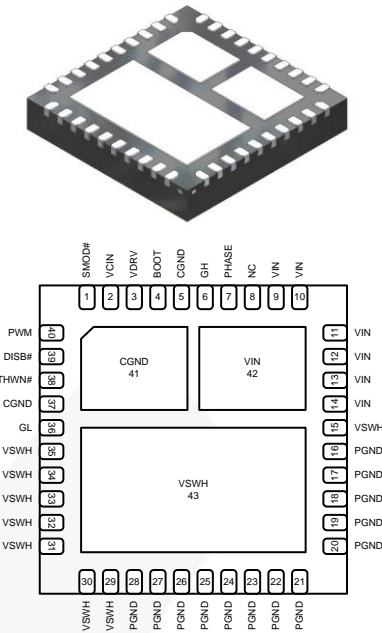 SMOD#
VCIN
VDRV
BOOT
CGND
GH
PHASE
NC
VIN
VIN
1
2
3
4
5
6
7
8
9
10
PWM 40
DISB# 39
THWN# 38
CGND 37
GL 36
VSWH 35
VSWH 34
VSWH 33
VSWH 32
VSWH 31
CGND
41
VIN
42
VSWH
43
11 VIN
12 VIN
13 VIN
14 VIN
15 VSWH
16 PGND
17 PGND
18 PGND
19 PGND
20 PGND
30
29
28
27
26
25
24
23
22
21
VSWH
VSWH
PGND
PGND
PGND
PGND
PGND
PGND
PGND
PGND